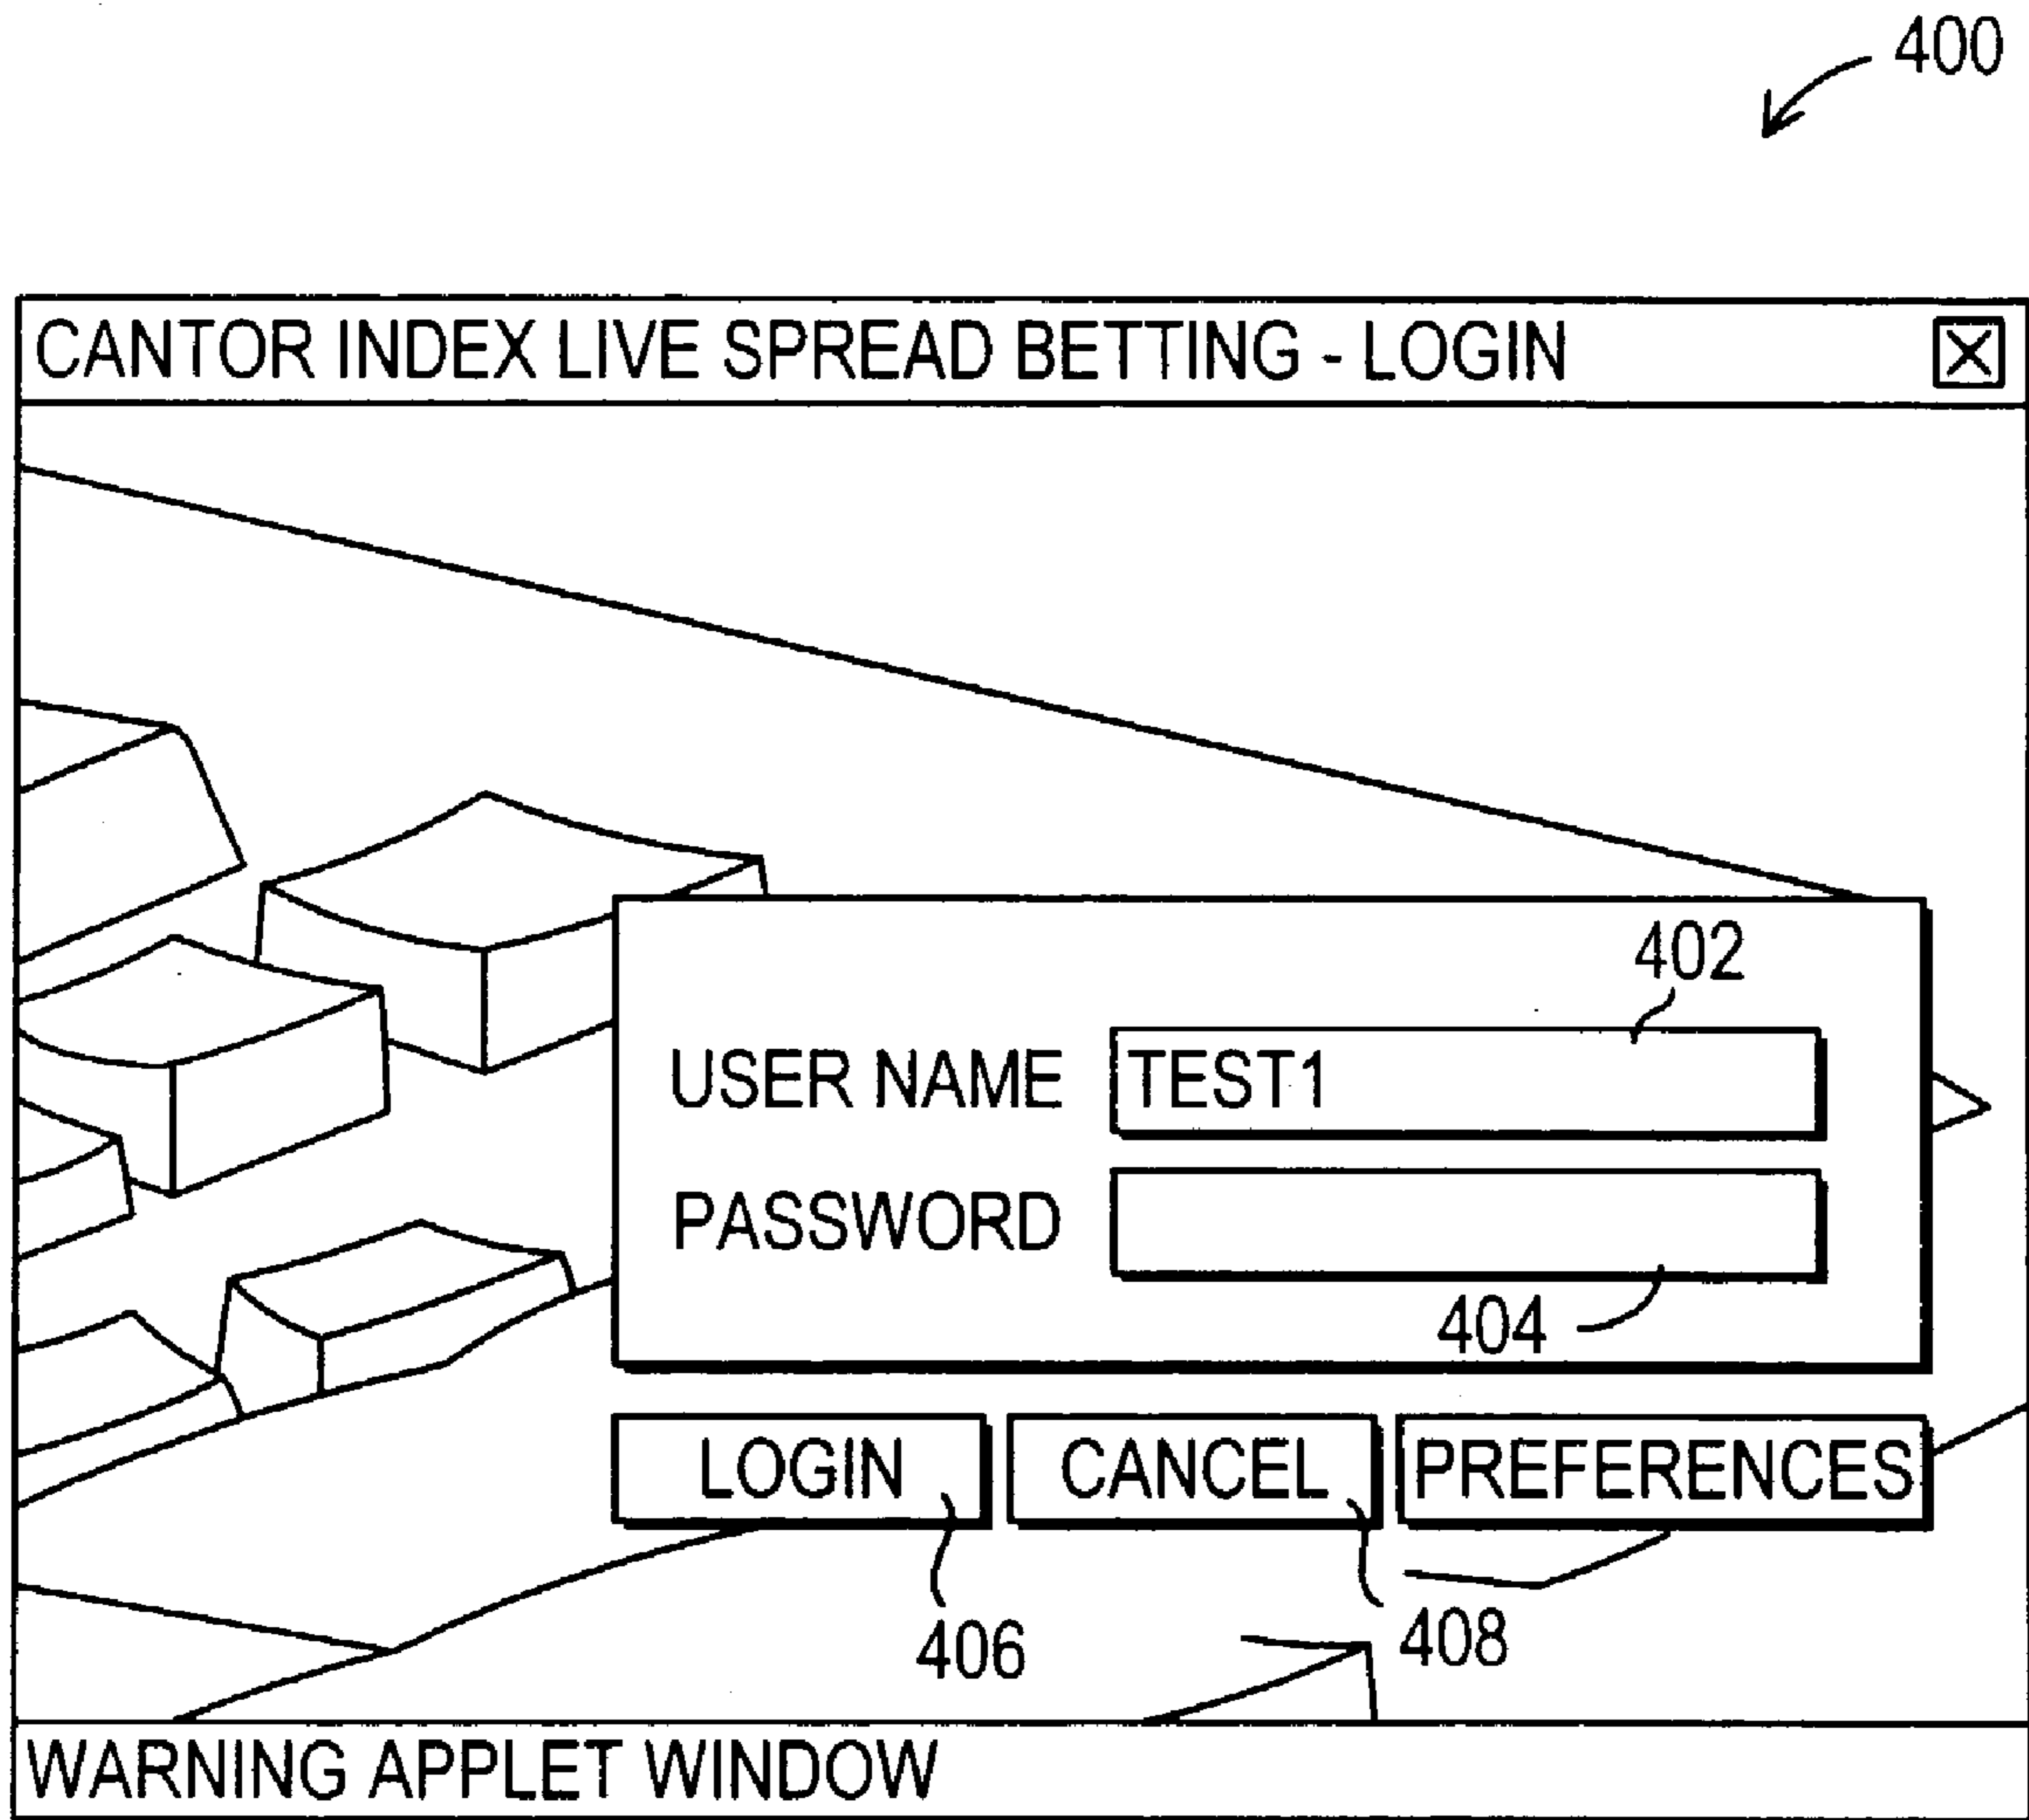 400
CANTOR INDEX LIVE SPREAD BETTING - LOGIN
402
USER NAME TEST1
PASSWORD
404
LOGIN CANCEL PREFERENCES
406 408
WARNING APPLET WINDOW